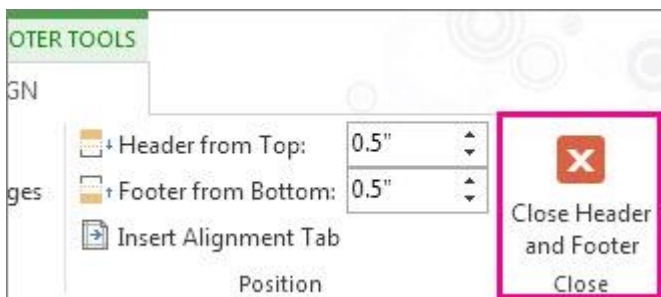 OTER TOOLS
GN
Header from Top: 0.5"
ges Footer from Bottom: 0.5"
Insert Alignment Tab
Position
Close Header
and Footer
Close